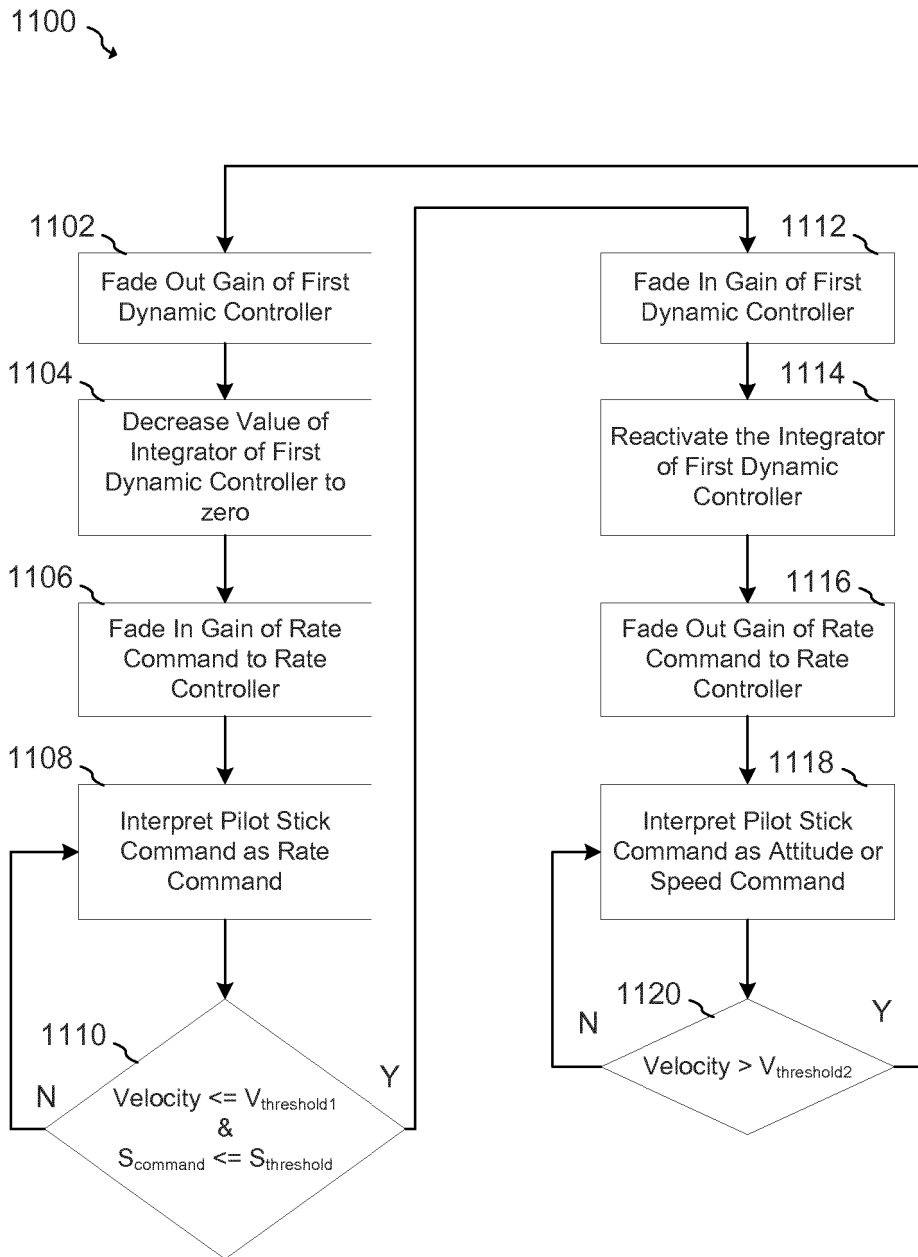 1100
1102
Fade Out Gain of First
Dynamic Controller
1104
Decrease Value of
Integrator of First
Dynamic Controller to
zero
1106
Fade In Gain of Rate
Command to Rate
Controller
1108
Interpret Pilot Stick
Command as Rate
Command
1110
N
Y
Velocity <= Vthreshold1
&
Scommand <= Sthreshold
1112
Fade In Gain of First
Dynamic Controller
1114
Reactivate the Integrator
of First Dynamic
Controller
1116
Fade Out Gain of Rate
Command to Rate
Controller
1118
Interpret Pilot Stick
Command as Attitude or
Speed Command
1120
N
Y
Velocity > Vthreshold2